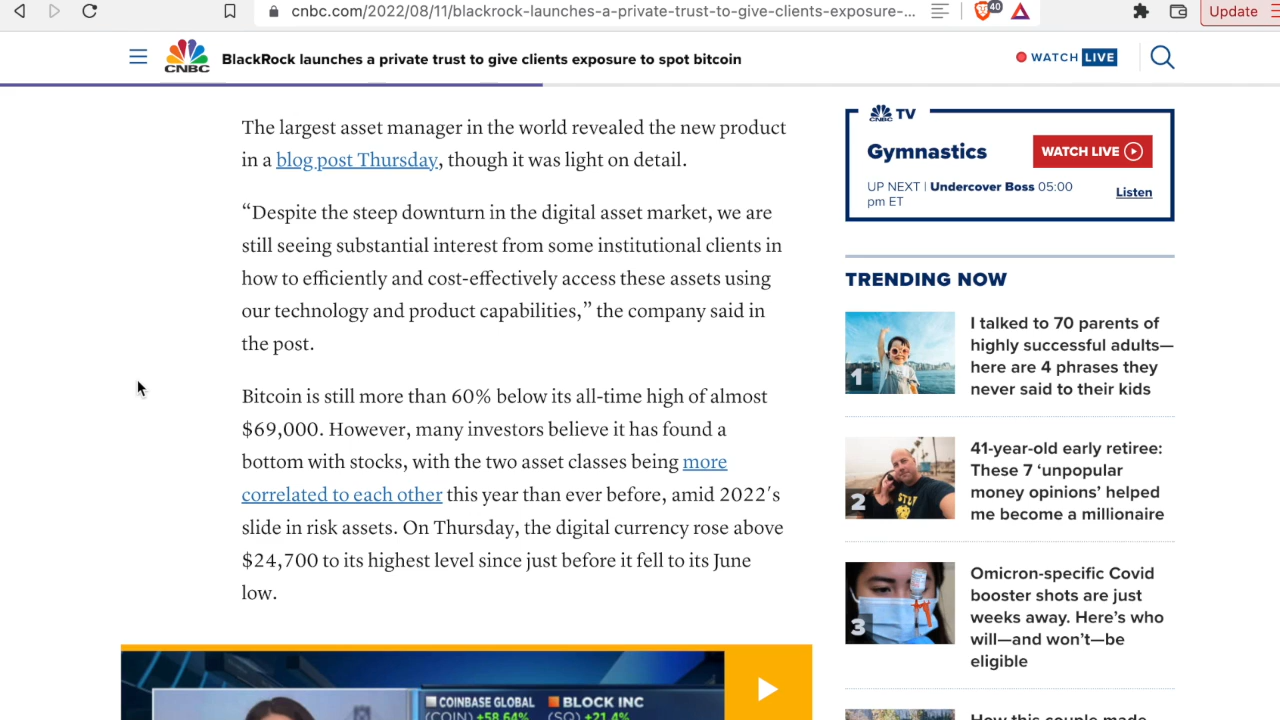 cnbc.com/2022/08/11/blackrock-launches-a-private-trust-to-give-clients-exposure-...
40
Update
CNBC
BlackRock launches a private trust to give clients exposure to spot bitcoin
WATCH LIVE
The largest asset manager in the world revealed the new product
in a blog post Thursday, though it was light on detail.
“Despite the steep downturn in the digital asset market, we are
still seeing substantial interest from some institutional clients in
how to efficiently and cost-effectively access these assets using
our technology and product capabilities,” the company said in
the post.
Bitcoin is still more than 60% below its all-time high of almost
$69,000. However, many investors believe it has found a
bottom with stocks, with the two asset classes being more
correlated to each other this year than ever before, amid 2022′s
slide in risk assets. On Thursday, the digital currency rose above
$24,700 to its highest level since just before it fell to its June
low.
COINBASE GLOBAL
BLOCK INC
(COIN) +58.64%
(SQ) +21.4%
CNBC TV
Gymnastics
WATCH LIVE
UP NEXT | Undercover Boss 05:00
pm ET
Listen
TRENDING NOW
1
I talked to 70 parents of
highly successful adults—
here are 4 phrases they
never said to their kids
2
41-year-old early retiree:
These 7 ‘unpopular
money opinions’ helped
me become a millionaire
3
Omicron-specific Covid
booster shots are just
weeks away. Here’s who
will—and won’t—be
eligible
How this couple made